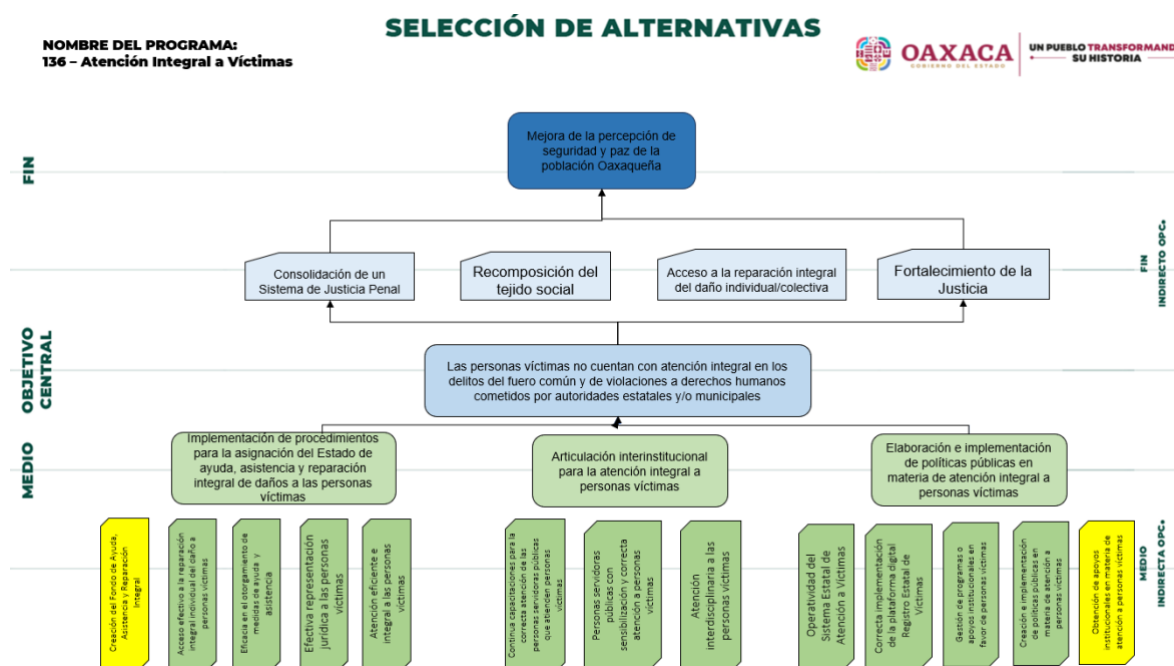 SELECCIÓN DE ALTERNATIVAS
NOMBRE DEL PROGRAMA:
136 – Atención Integral a Víctimas
OAXACA
GOBIERNO DEL ESTADO
UN PUEBLO TRANSFORMAND
SU HISTORIA
FIN
Mejora de la percepción de
seguridad y paz de la
población Oaxaqueña
FIN
INDIRECTO OPC.
Consolidación de un
Sistema de Justicia Penal
Recomposición del
tejido social
Acceso a la reparación integral
del daño individual/colectiva
Fortalecimiento de la
Justicia
OBJETIVO
CENTRAL
Las personas víctimas no cuentan con atención integral en los
delitos del fuero común y de violaciones a derechos humanos
cometidos por autoridades estatales y/o municipales
MEDIO
Implementación de procedimientos
para la asignación del Estado de
ayuda, asistencia y reparación
integral de daños a las personas
víctimas
Articulación interinstitucional
para la atención integral a
personas víctimas
Elaboración e implementación
de políticas públicas en
materia de atención integral a
personas víctimas
MEDIO
INDIRECTA OPC.
Creación del Fondo de Ayuda,
Asistencia y Reparación
Integral
Acceso efectivo a la reparación
integral individual del daño a
personas víctimas
Eficacia en el otorgamiento de
medidas de ayuda y
asistencia
Efectiva representación
jurídica a las personas
víctimas
Atención eficiente e
integral a las personas
víctimas
Continua capacitaciones para la
correcta atención de las
personas servidoras públicas
que atienden personas
víctimas
Personas servidoras
públicas con
sensibilización y correcta
atención a personas
víctimas
Atención
interdisciplinaria a las
personas víctimas
Operatividad del
Sistema Estatal de
Atención a Víctimas
Correcta implementación
de la plataforma digital
Registro Estatal de
Víctimas
Gestión de programas o
apoyos institucionales en
favor de personas víctimas
Creación e implementación
de políticas públicas en
materia de atención a
personas víctimas
Obtención de apoyos
institucionales en materia de
atención a personas víctimas